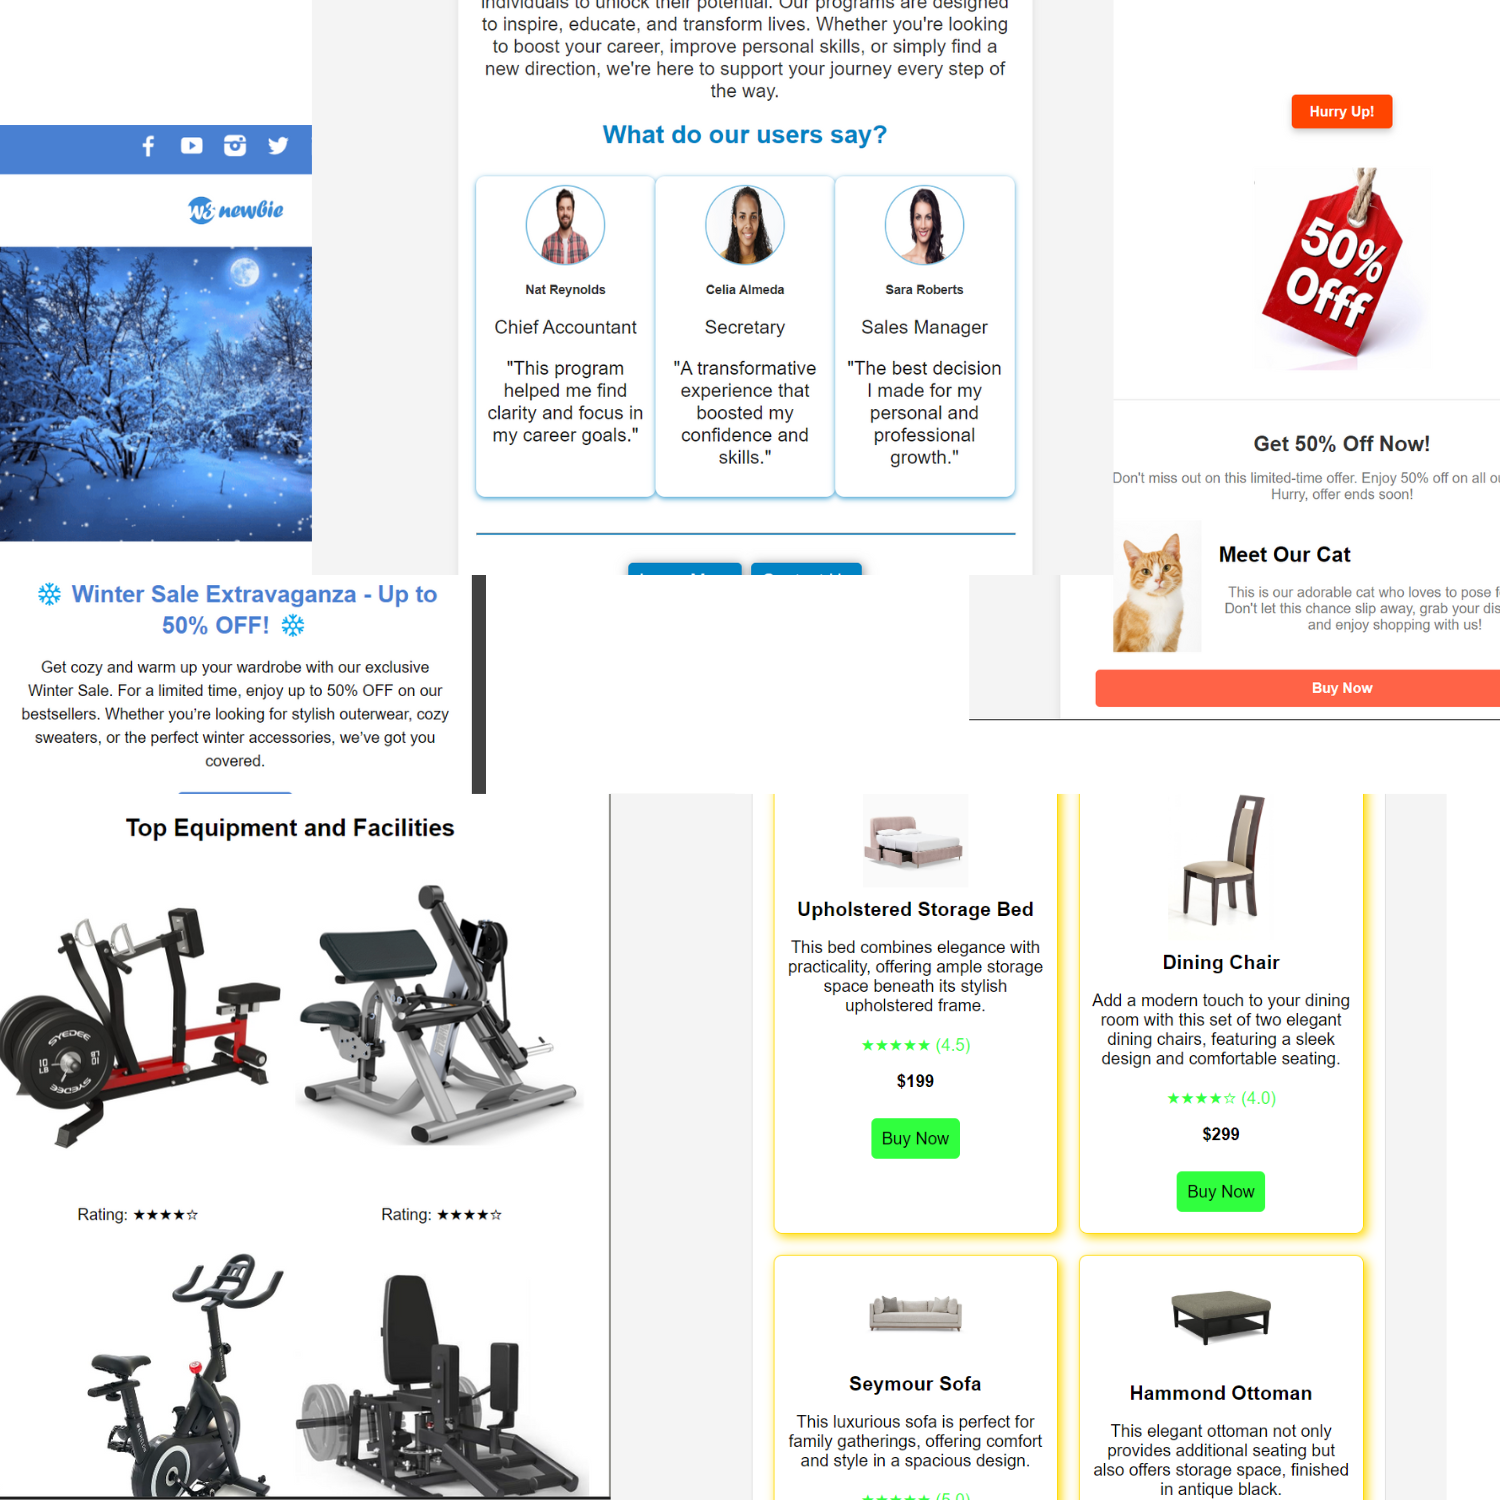 individuals to unlock their potential. Our programs are designed
to inspire, educate, and transform lives. Whether you're looking
to boost your career, improve personal skills, or simply find a
new direction, we're here to support your journey every step of
the way.
What do our users say?
Nat Reynolds
Chief Accountant
"This program
helped me find
clarity and focus in
my career goals."
Celia Almeda
Secretary
"A transformative
experience that
boosted my
confidence and
skills."
Sara Roberts
Sales Manager
"The best decision
I made for my
personal and
professional
growth."
W3 newbie
❄️ Winter Sale Extravaganza - Up to
50% OFF! ❄️
Get cozy and warm up your wardrobe with our exclusive
Winter Sale. For a limited time, enjoy up to 50% OFF on our
bestsellers. Whether you're looking for stylish outerwear, cozy
sweaters, or the perfect winter accessories, we've got you
covered.
Hurry Up!
50%
Offf
Get 50% Off Now!
Don't miss out on this limited-time offer. Enjoy 50% off on all
Hurry, offer ends soon!
Meet Our Cat
This is our adorable cat who loves to pose
Don't let this chance slip away, grab your
and enjoy shopping with us!
Buy Now
Top Equipment and Facilities
SYEDEE
10
LB
SYEDEE
Rating: ★★★★☆
Rating: ★★★★☆
Upholstered Storage Bed
This bed combines elegance with
practicality, offering ample storage
space beneath its stylish
upholstered frame.
★★★★★ (4.5)
$199
Buy Now
Dining Chair
Add a modern touch to your dining
room with this set of two elegant
dining chairs, featuring a sleek
design and comfortable seating.
★★★★☆ (4.0)
$299
Buy Now
Seymour Sofa
This luxurious sofa is perfect for
family gatherings, offering comfort
and style in a spacious design.
★★★★★ (5.0)
Hammond Ottoman
This elegant ottoman not only
provides additional seating but
also offers storage space, finished
in antique black.